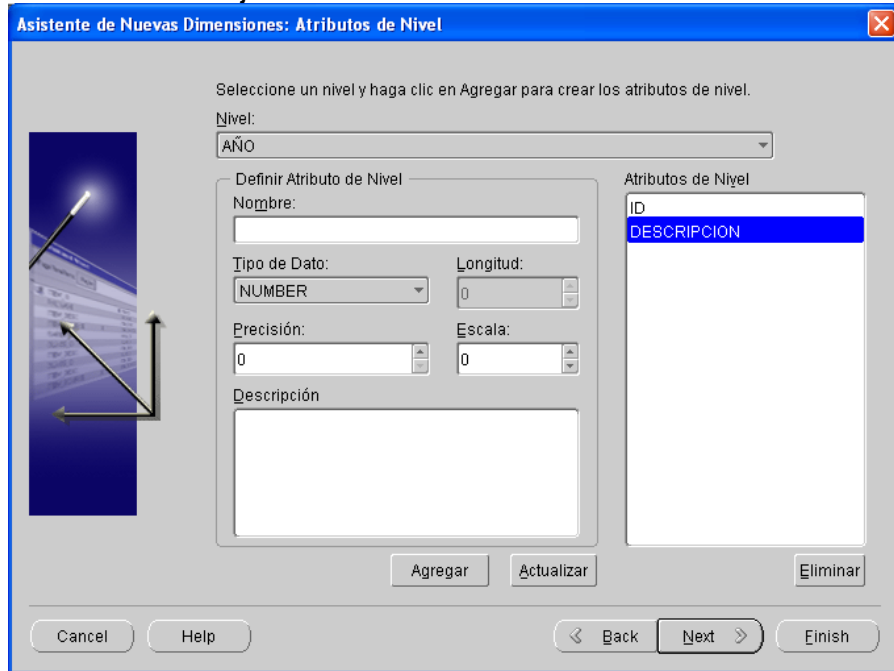 Asistente de Nuevas Dimensiones: Atributos de Nivel
Seleccione un nivel y haga clic en Agregar para crear los atributos de nivel.
Nivel:
AÑO
Definir Atributo de Nivel
Nombre:
Tipo de Dato:
Longitud:
NUMBER
0
Precisión:
Escala:
0
0
Descripción
Atributos de Nivel
ID
DESCRIPCION
Agregar
Actualizar
Eliminar
Cancel
Help
Back
Next
Finish